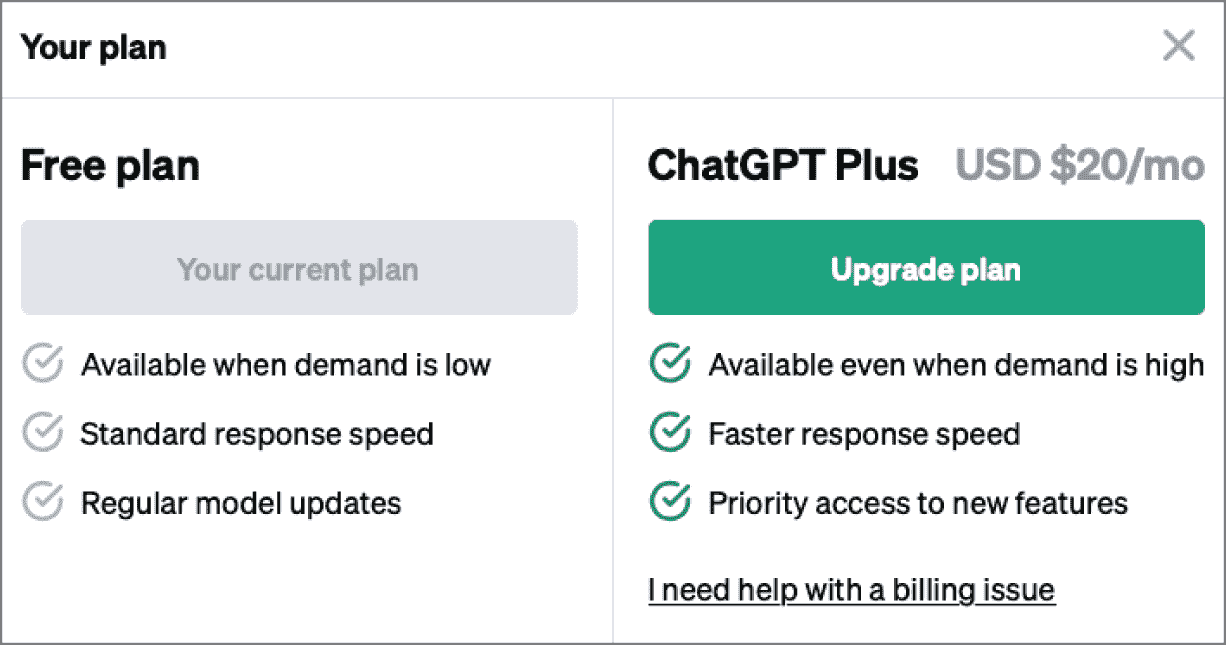 Your plan
Free plan
Your current plan
Available when demand is low
Standard response speed
Regular model updates
ChatGPT Plus USD $20/mo
Upgrade plan
Available even when demand is high
Faster response speed
Priority access to new features
I need help with a billing issue